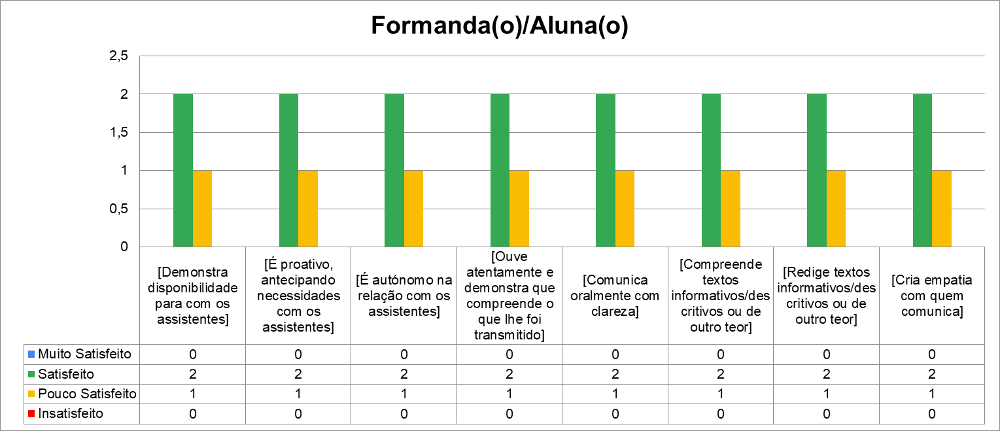 Formanda(o)/Aluna(o)
2,5
2
1,5
1
0,5
0
[Demonstra
disponibilidade
para com os
assistentes]
[É proativo,
antecipando
necessidades
com os
assistentes]
[É autónomo na
relação com os
assistentes]
[Ouve
atentamente e
demonstra que
compreende o
que lhe foi
transmitido]
[Comunica
oralmente com
clareza]
[Compreende
textos
informativos/des
critivos ou de
outro teor]
[Redige textos
informativos/des
critivos ou de
outro teor]
[Cria empatia
com quem
comunica]
Muito Satisfeito 0 0 0 0 0 0 0 0
Satisfeito 2 2 2 2 2 2 2 2
Pouco Satisfeito 1 1 1 1 1 1 1 1
Insatisfeito 0 0 0 0 0 0 0 0